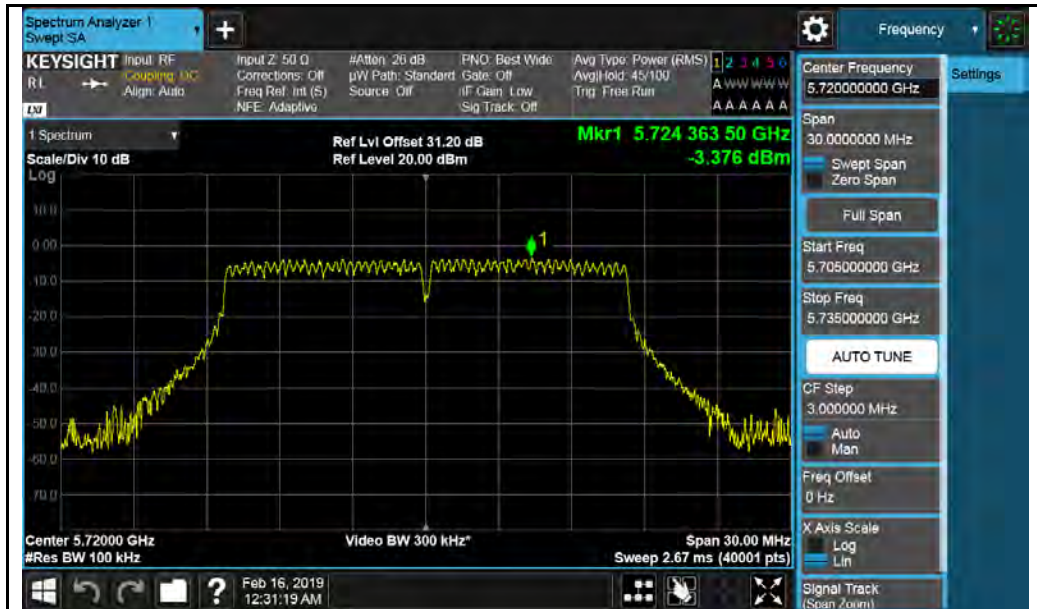 Spectrum Analyzer 1
Swept SA
+
Frequency
KEYSIGHT
Input: RF
Coupling: DC
Align: Auto
RL
LXI
Input Z: 50 Ω
Corrections: Off
Freq Ref: Int (S)
NFE: Adaptive
#Atten: 26 dB
µW Path: Standard
Source: Off
PNO: Best Wide
Gate: Off
IF Gain: Low
Sig Track: Off
Avg Type: Power (RMS)
Avg|Hold: 45/100
Trig: Free Run
1 2 3 4 5 6
A W W W W W
A A A A A A
Center Frequency
5.720000000 GHz
Settings
1 Spectrum
Scale/Div 10 dB
Log
Ref Lvl Offset 31.20 dB
Ref Level 20.00 dBm
Mkr1 5.724 363 50 GHz
-3.376 dBm
Span
30.0000000 MHz
Swept Span
Zero Span
Full Span
Start Freq
5.705000000 GHz
Stop Freq
5.735000000 GHz
AUTO TUNE
CF Step
3.000000 MHz
Auto
Man
Freq Offset
0 Hz
X Axis Scale
Log
Lin
Signal Track
(Span Zoom)
10.0
0.00
1
-10.0
-20.0
-30.0
-40.0
-50.0
-60.0
-70.0
Center 5.72000 GHz
#Res BW 100 kHz
Video BW 300 kHz*
Span 30.00 MHz
Sweep 2.67 ms (40001 pts)
?
Feb 16, 2019
12:31:19 AM